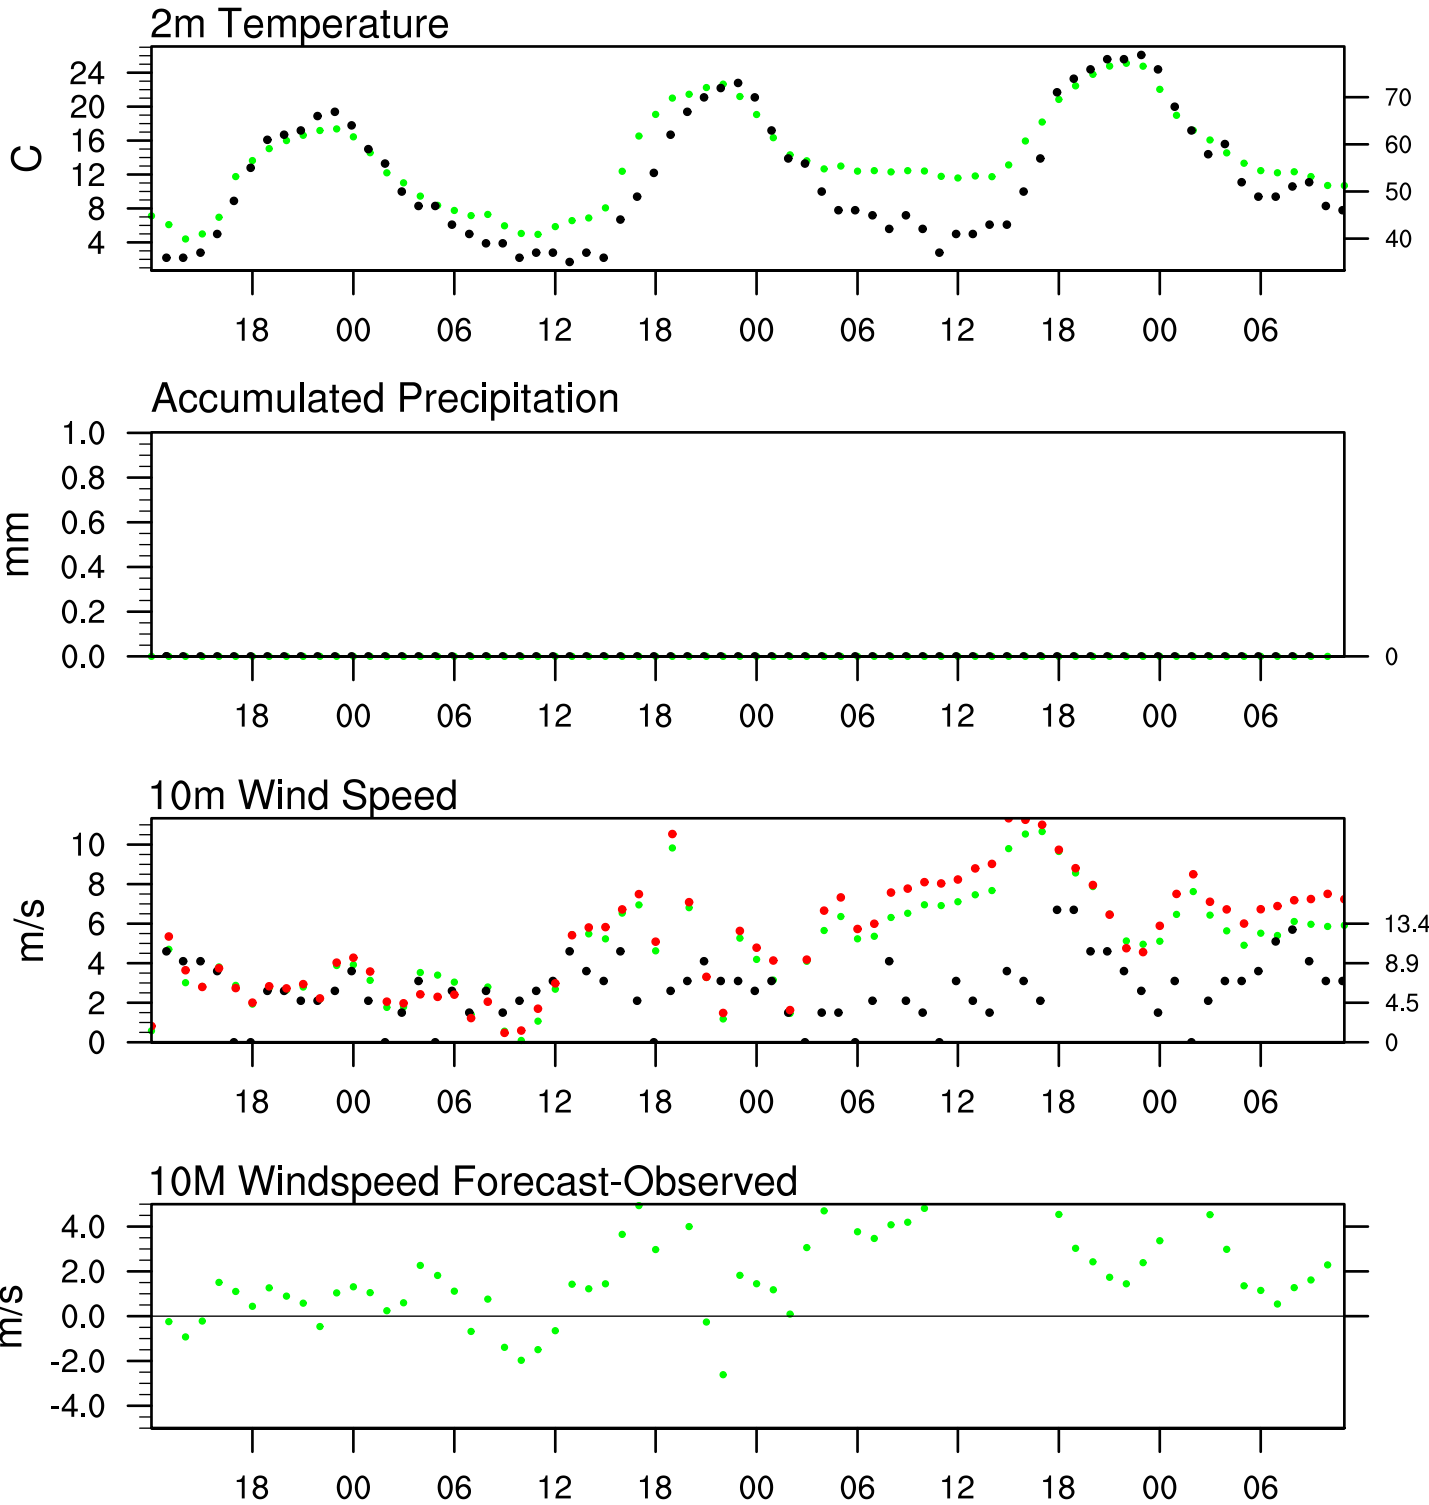 2m Temperature
24
20
16
12
8
4
C
70
60
50
40
18 00 06 12 18 00 06 12 18 00 06
Accumulated Precipitation
1.0
0.8
0.6
0.4
0.2
0.0
mm
0
18 00 06 12 18 00 06 12 18 00 06
10m Wind Speed
10
8
6
4
2
0
m/s
13.4
8.9
4.5
0
18 00 06 12 18 00 06 12 18 00 06
10M Windspeed Forecast-Observed
4.0
2.0
0.0
-2.0
-4.0
m/s
18 00 06 12 18 00 06 12 18 00 06